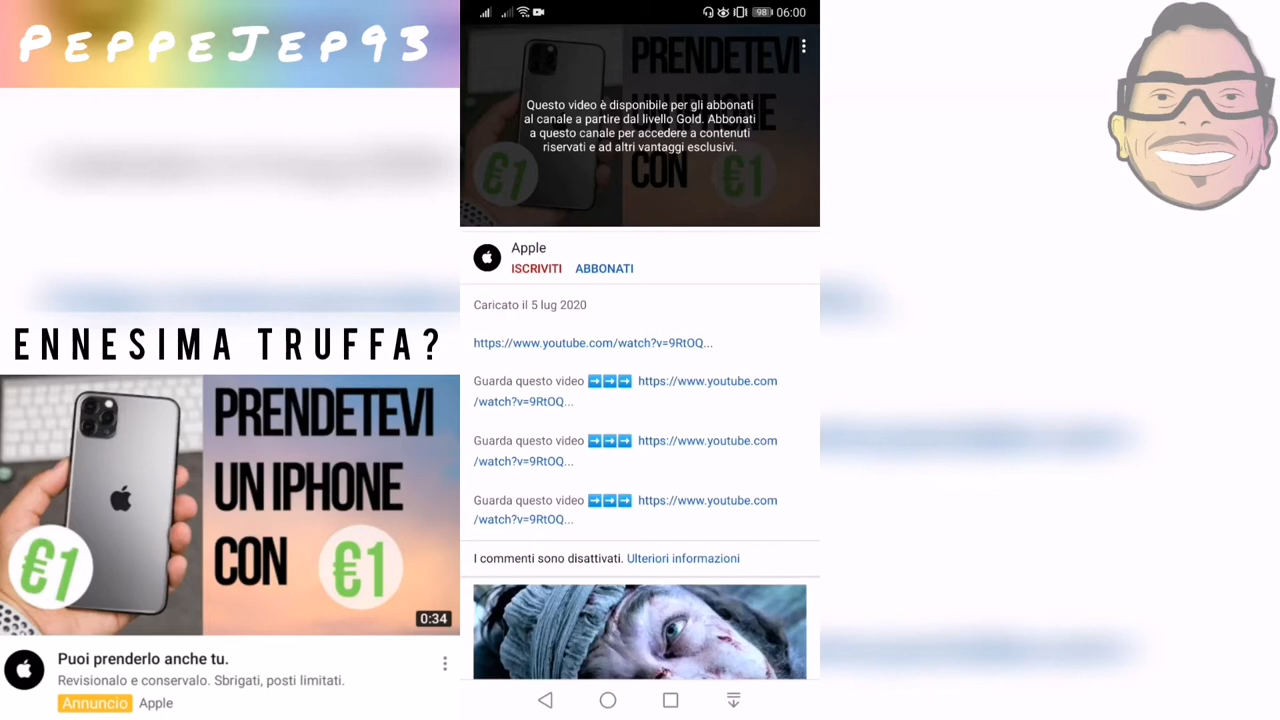 PEPPEJEP93
ENNESIMA TRUFFA?
PRENDETEVI
UN IPHONE
CON €1
€1
0:34
Puoi prenderlo anche tu.
Revisionalo e conservalo. Sbrigati, posti limitati.
Annuncio Apple
98 06:00
PRENDETEVI
UN IPHONE
CON €1
€1
Questo video è disponibile per gli abbonati
al canale a partire dal livello Gold. Abbonati
a questo canale per accedere a contenuti
riservati e ad altri vantaggi esclusivi.
Apple
ISCRIVITI ABBONATI
Caricato il 5 lug 2020
https://www.youtube.com/watch?v=9RtOQ...
Guarda questo video ➡➡➡ https://www.youtube.com
/watch?v=9RtOQ...
Guarda questo video ➡➡➡ https://www.youtube.com
/watch?v=9RtOQ...
Guarda questo video ➡➡➡ https://www.youtube.com
/watch?v=9RtOQ...
I commenti sono disattivati. Ulteriori informazioni